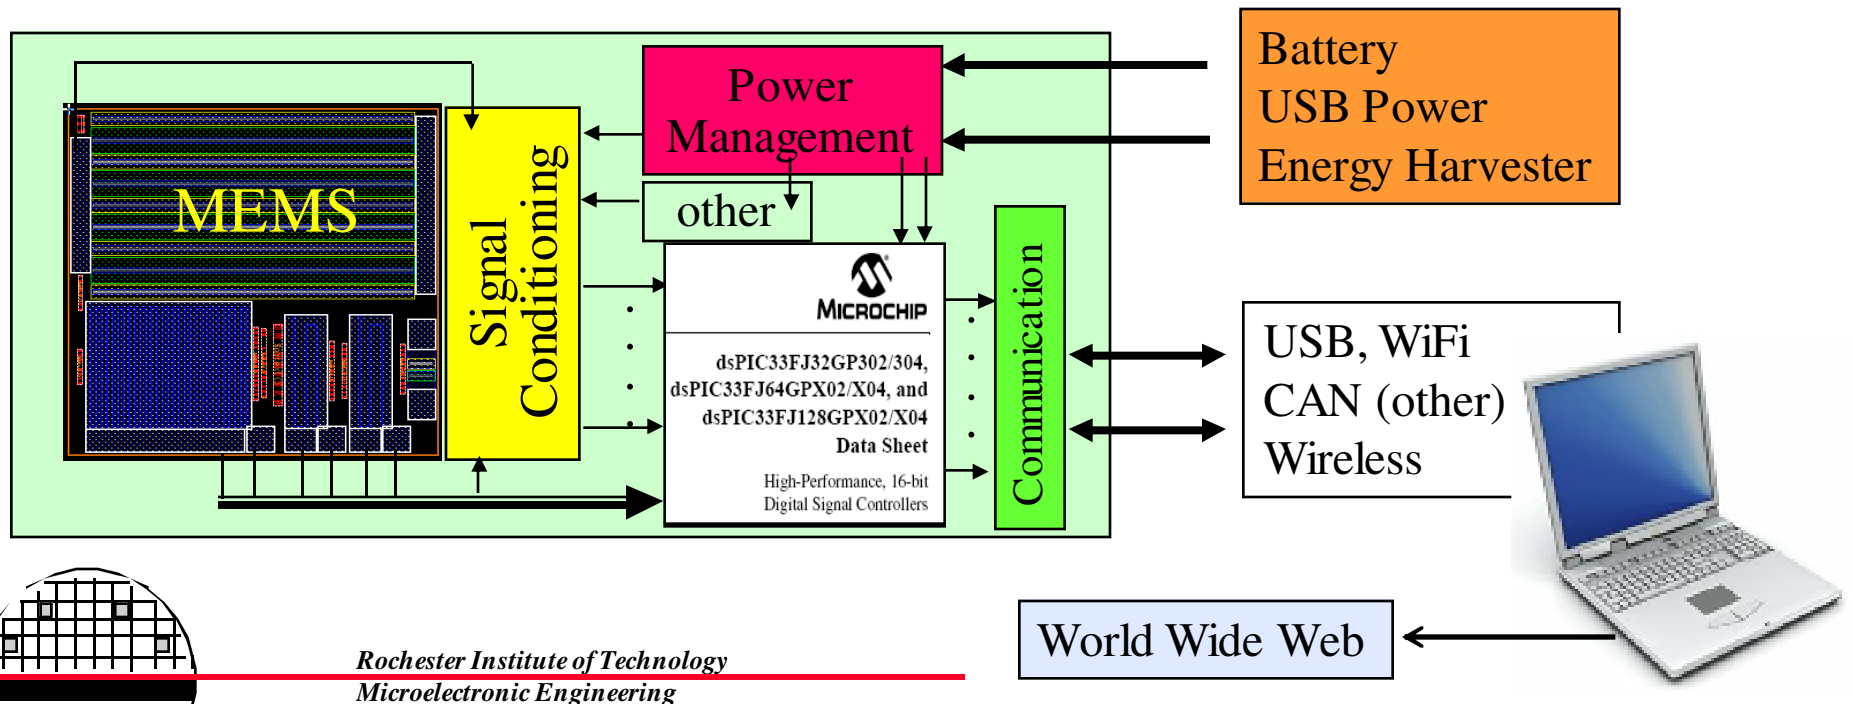 Power
Management
Battery
USB Power
Energy Harvester
MEMS
Signal
Conditioning
other
MICROCHIP
dsPIC33FJ32GP302/304,
dsPIC33FJ64GPX02/X04, and
dsPIC33FJ128GPX02/X04
Data Sheet
High-Performance, 16-bit
Digital Signal Controllers
Communication
USB, WiFi
CAN (other)
Wireless
World Wide Web
Rochester Institute of Technology
Microelectronic Engineering